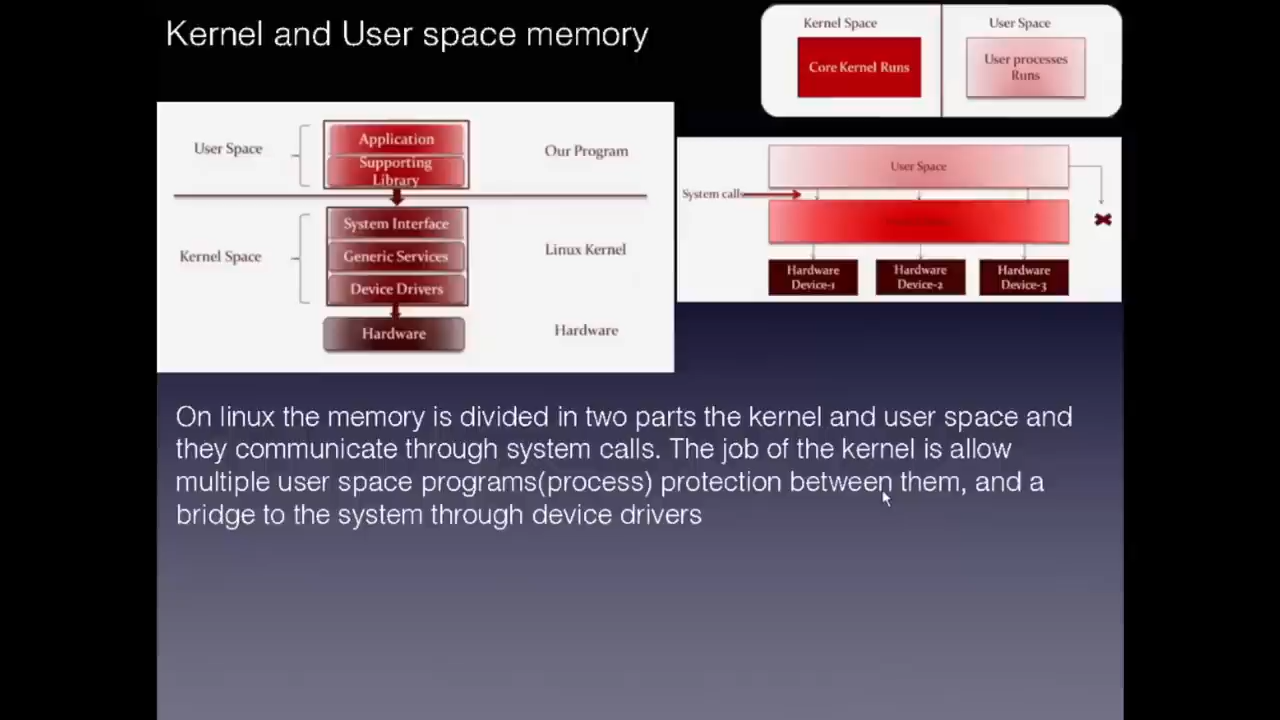 Kernel and User space memory
Kernel Space
User Space
Core Kernel Runs
User processes
Runs
User Space
Application
Supporting
Library
Our Program
Kernel Space
System Interface
Generic Services
Device Drivers
Linux Kernel
Hardware
Hardware
User Space
System calls
Hardware
Device-1
Hardware
Device-2
Hardware
Device-3
On linux the memory is divided in two parts the kernel and user space and
they communicate through system calls. The job of the kernel is allow
multiple user space programs(process) protection between them, and a
bridge to the system through device drivers